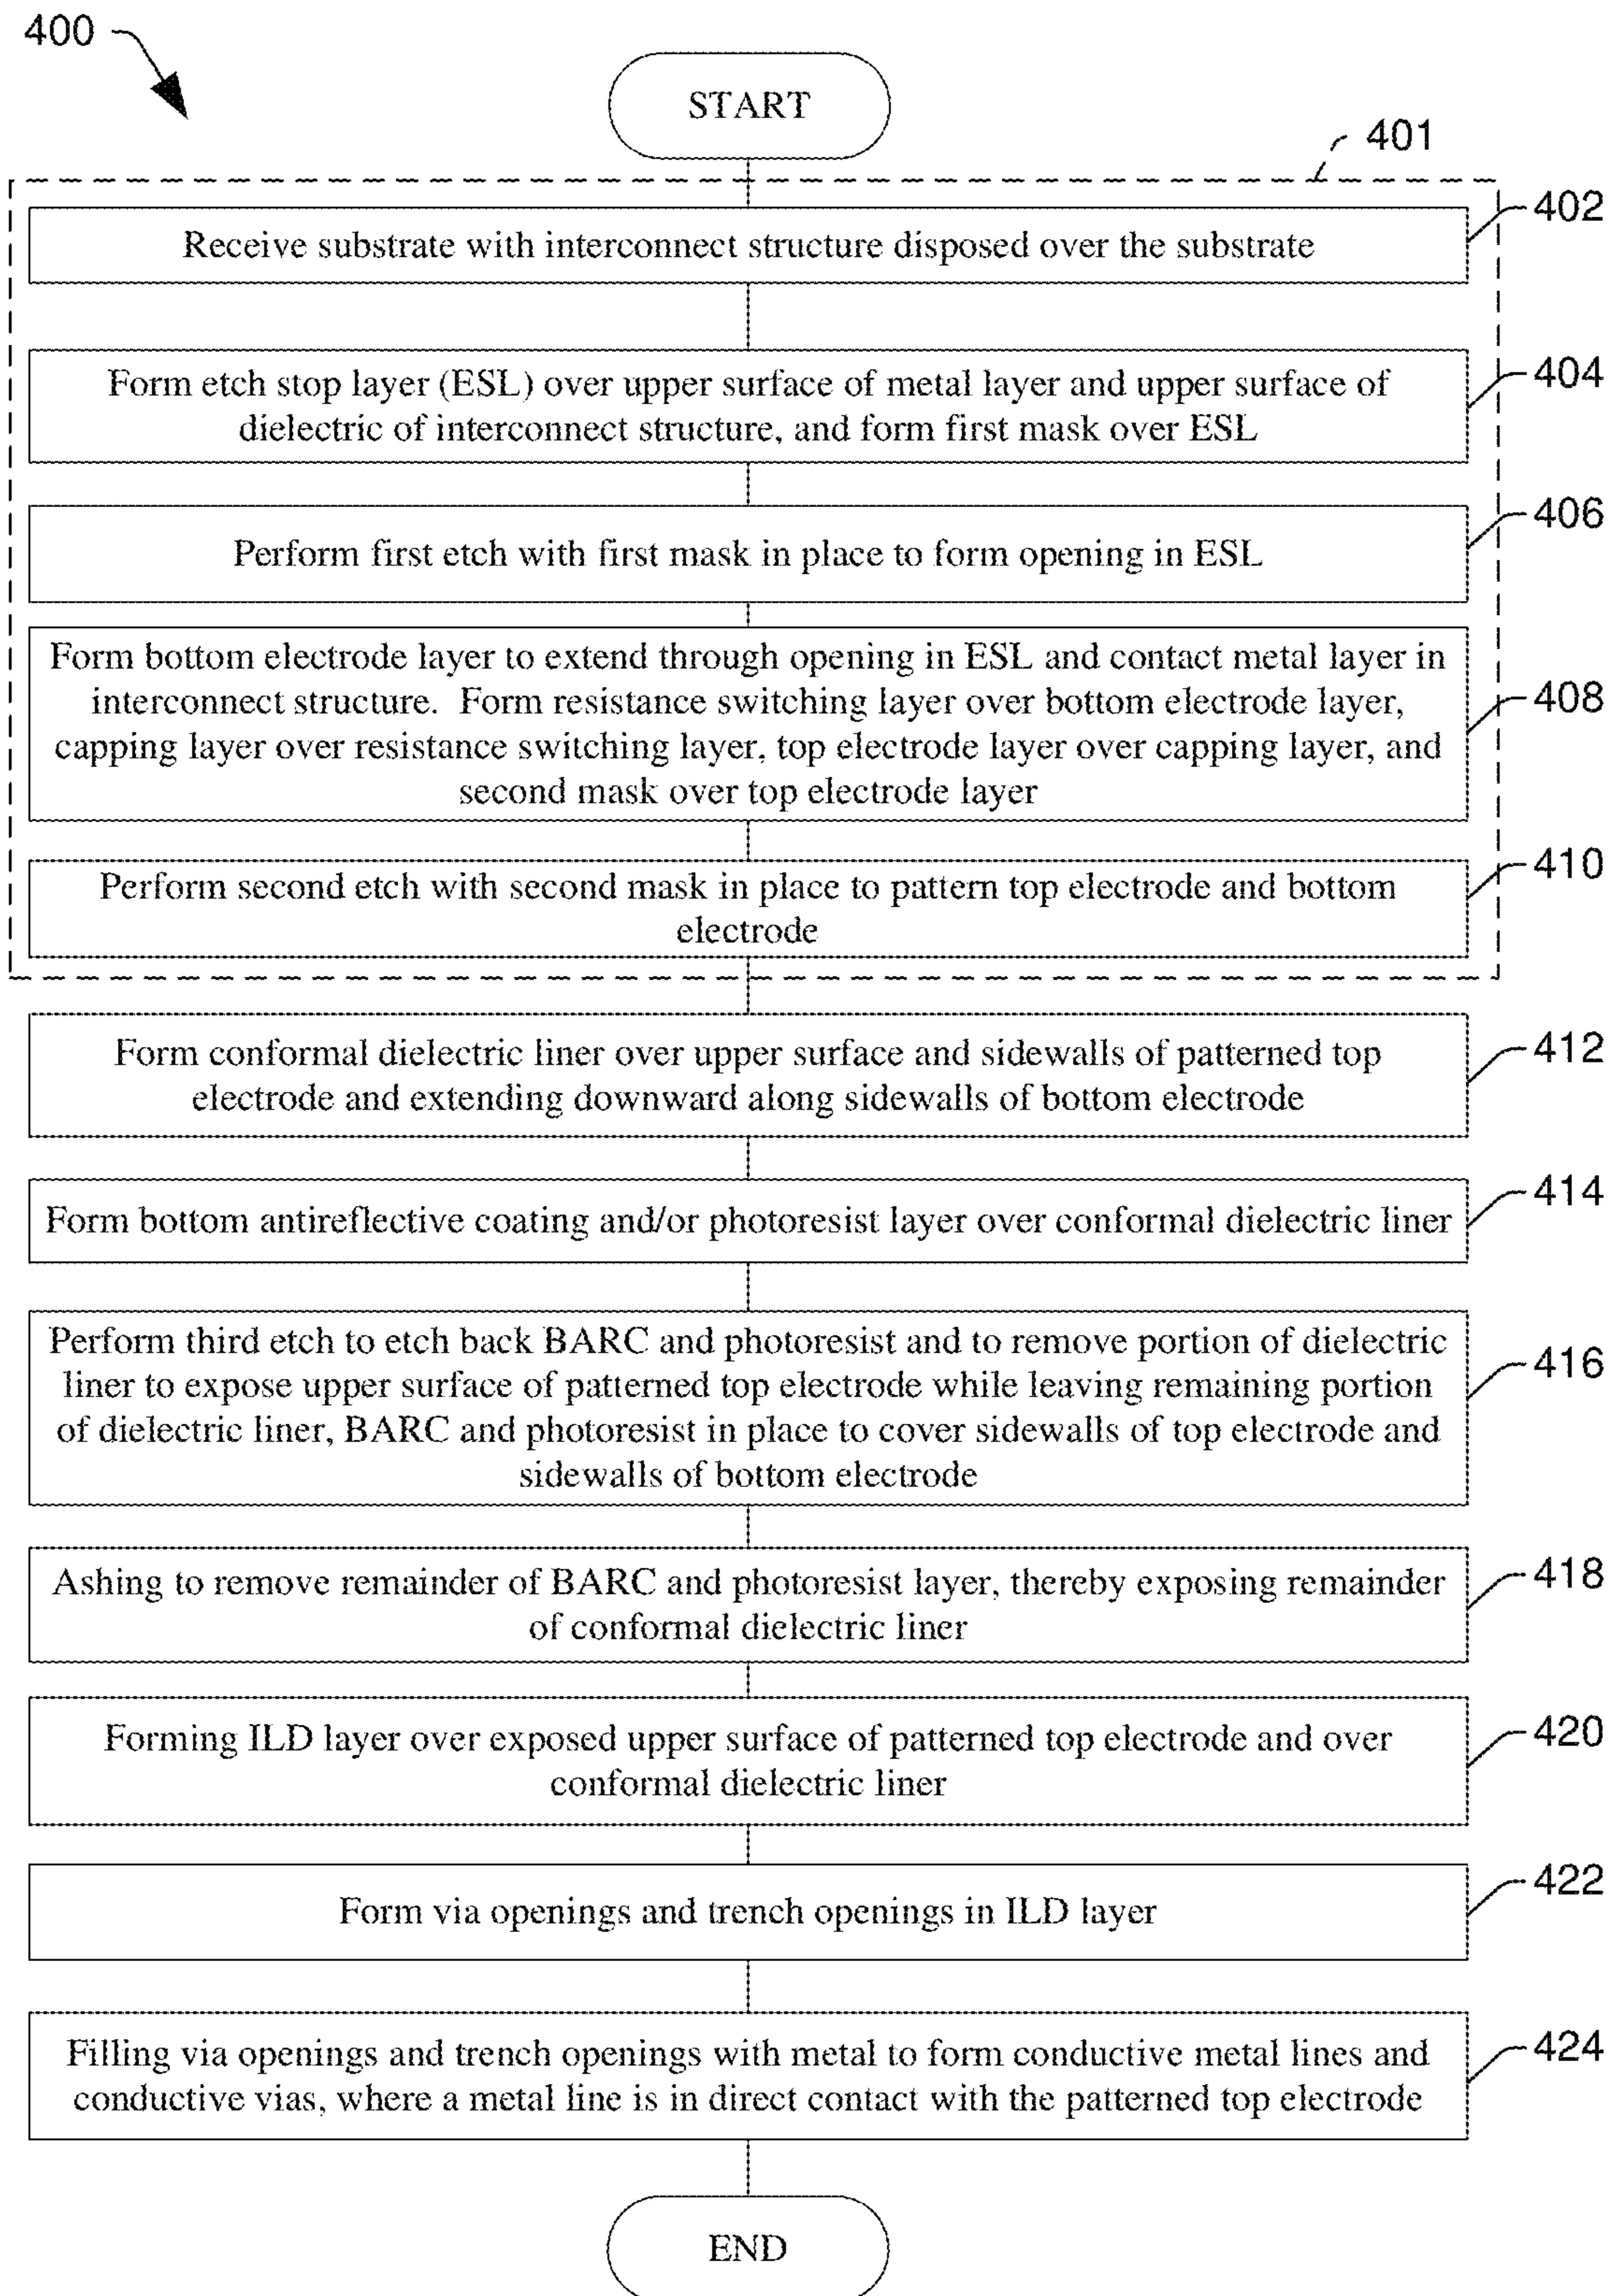 400
START
401
Receive substrate with interconnect structure disposed over the substrate
402
Form etch stop layer (ESL) over upper surface of metal layer and upper surface of
dielectric of interconnect structure, and form first mask over ESL
404
Perform first etch with first mask in place to form opening in ESL
406
Form bottom electrode layer to extend through opening in ESL and contact metal layer in
interconnect structure. Form resistance switching layer over bottom electrode layer,
capping layer over resistance switching layer, top electrode layer over capping layer, and
second mask over top electrode layer
408
Perform second etch with second mask in place to pattern top electrode and bottom
electrode
410
Form conformal dielectric liner over upper surface and sidewalls of patterned top
electrode and extending downward along sidewalls of bottom electrode
412
Form bottom antireflective coating and/or photoresist layer over conformal dielectric liner
414
Perform third etch to etch back BARC and photoresist and to remove portion of dielectric
liner to expose upper surface of patterned top electrode while leaving remaining portion
of dielectric liner, BARC and photoresist in place to cover sidewalls of top electrode and
sidewalls of bottom electrode
416
Ashing to remove remainder of BARC and photoresist layer, thereby exposing remainder
of conformal dielectric liner
418
Forming ILD layer over exposed upper surface of patterned top electrode and over
conformal dielectric liner
420
Form via openings and trench openings in ILD layer
422
Filling via openings and trench openings with metal to form conductive metal lines and
conductive vias, where a metal line is in direct contact with the patterned top electrode
424
END